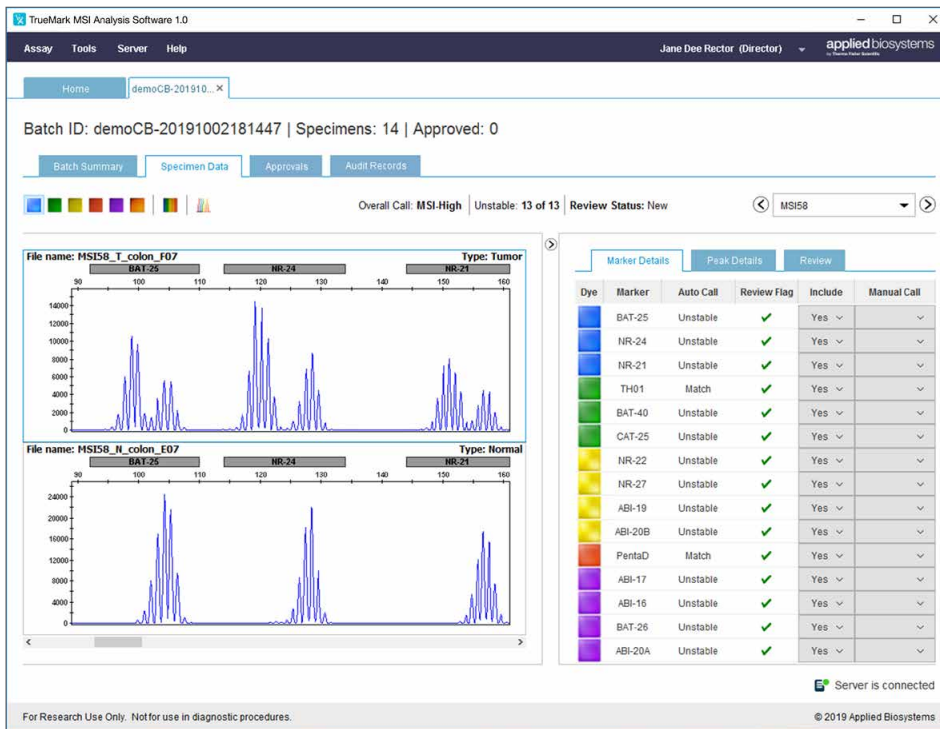 TrueMark MSI Analysis Software 1.0
Assay Tools Server Help Jane Dee Rector (Director) appliedbiosystems
by Thermo Fisher Scientific
Home demoCB-201910...
Batch ID: demoCB-20191002181447 | Specimens: 14 | Approved: 0
Batch Summary Specimen Data Approvals Audit Records
Overall Call: MSI-High Unstable: 13 of 13 Review Status: New MSI58
File name: MSI58_T_colon_F07 Type: Tumor
BAT-25 NR-24 NR-21
90 100 110 120 130 140 150 160
14000
12000
10000
8000
6000
4000
2000
0
File name: MSI58_N_colon_E07 Type: Normal
BAT-25 NR-24 NR-21
90 100 110 120 130 140 150 160
24000
20000
16000
12000
8000
4000
0
Marker Details Peak Details Review
Dye Marker Auto Call Review Flag Include Manual Call
BAT-25 Unstable Yes
NR-24 Unstable Yes
NR-21 Unstable Yes
TH01 Match Yes
BAT-40 Unstable Yes
CAT-25 Unstable Yes
NR-22 Unstable Yes
NR-27 Unstable Yes
ABI-19 Unstable Yes
ABI-20B Unstable Yes
PentaD Match Yes
ABI-17 Unstable Yes
ABI-16 Unstable Yes
BAT-26 Unstable Yes
ABI-20A Unstable Yes
Server is connected
For Research Use Only. Not for use in diagnostic procedures. © 2019 Applied Biosystems